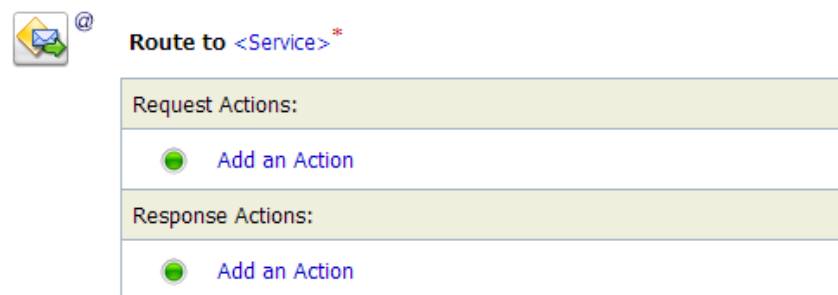 @
Route to <Service>*
Request Actions:
Add an Action
Response Actions:
Add an Action